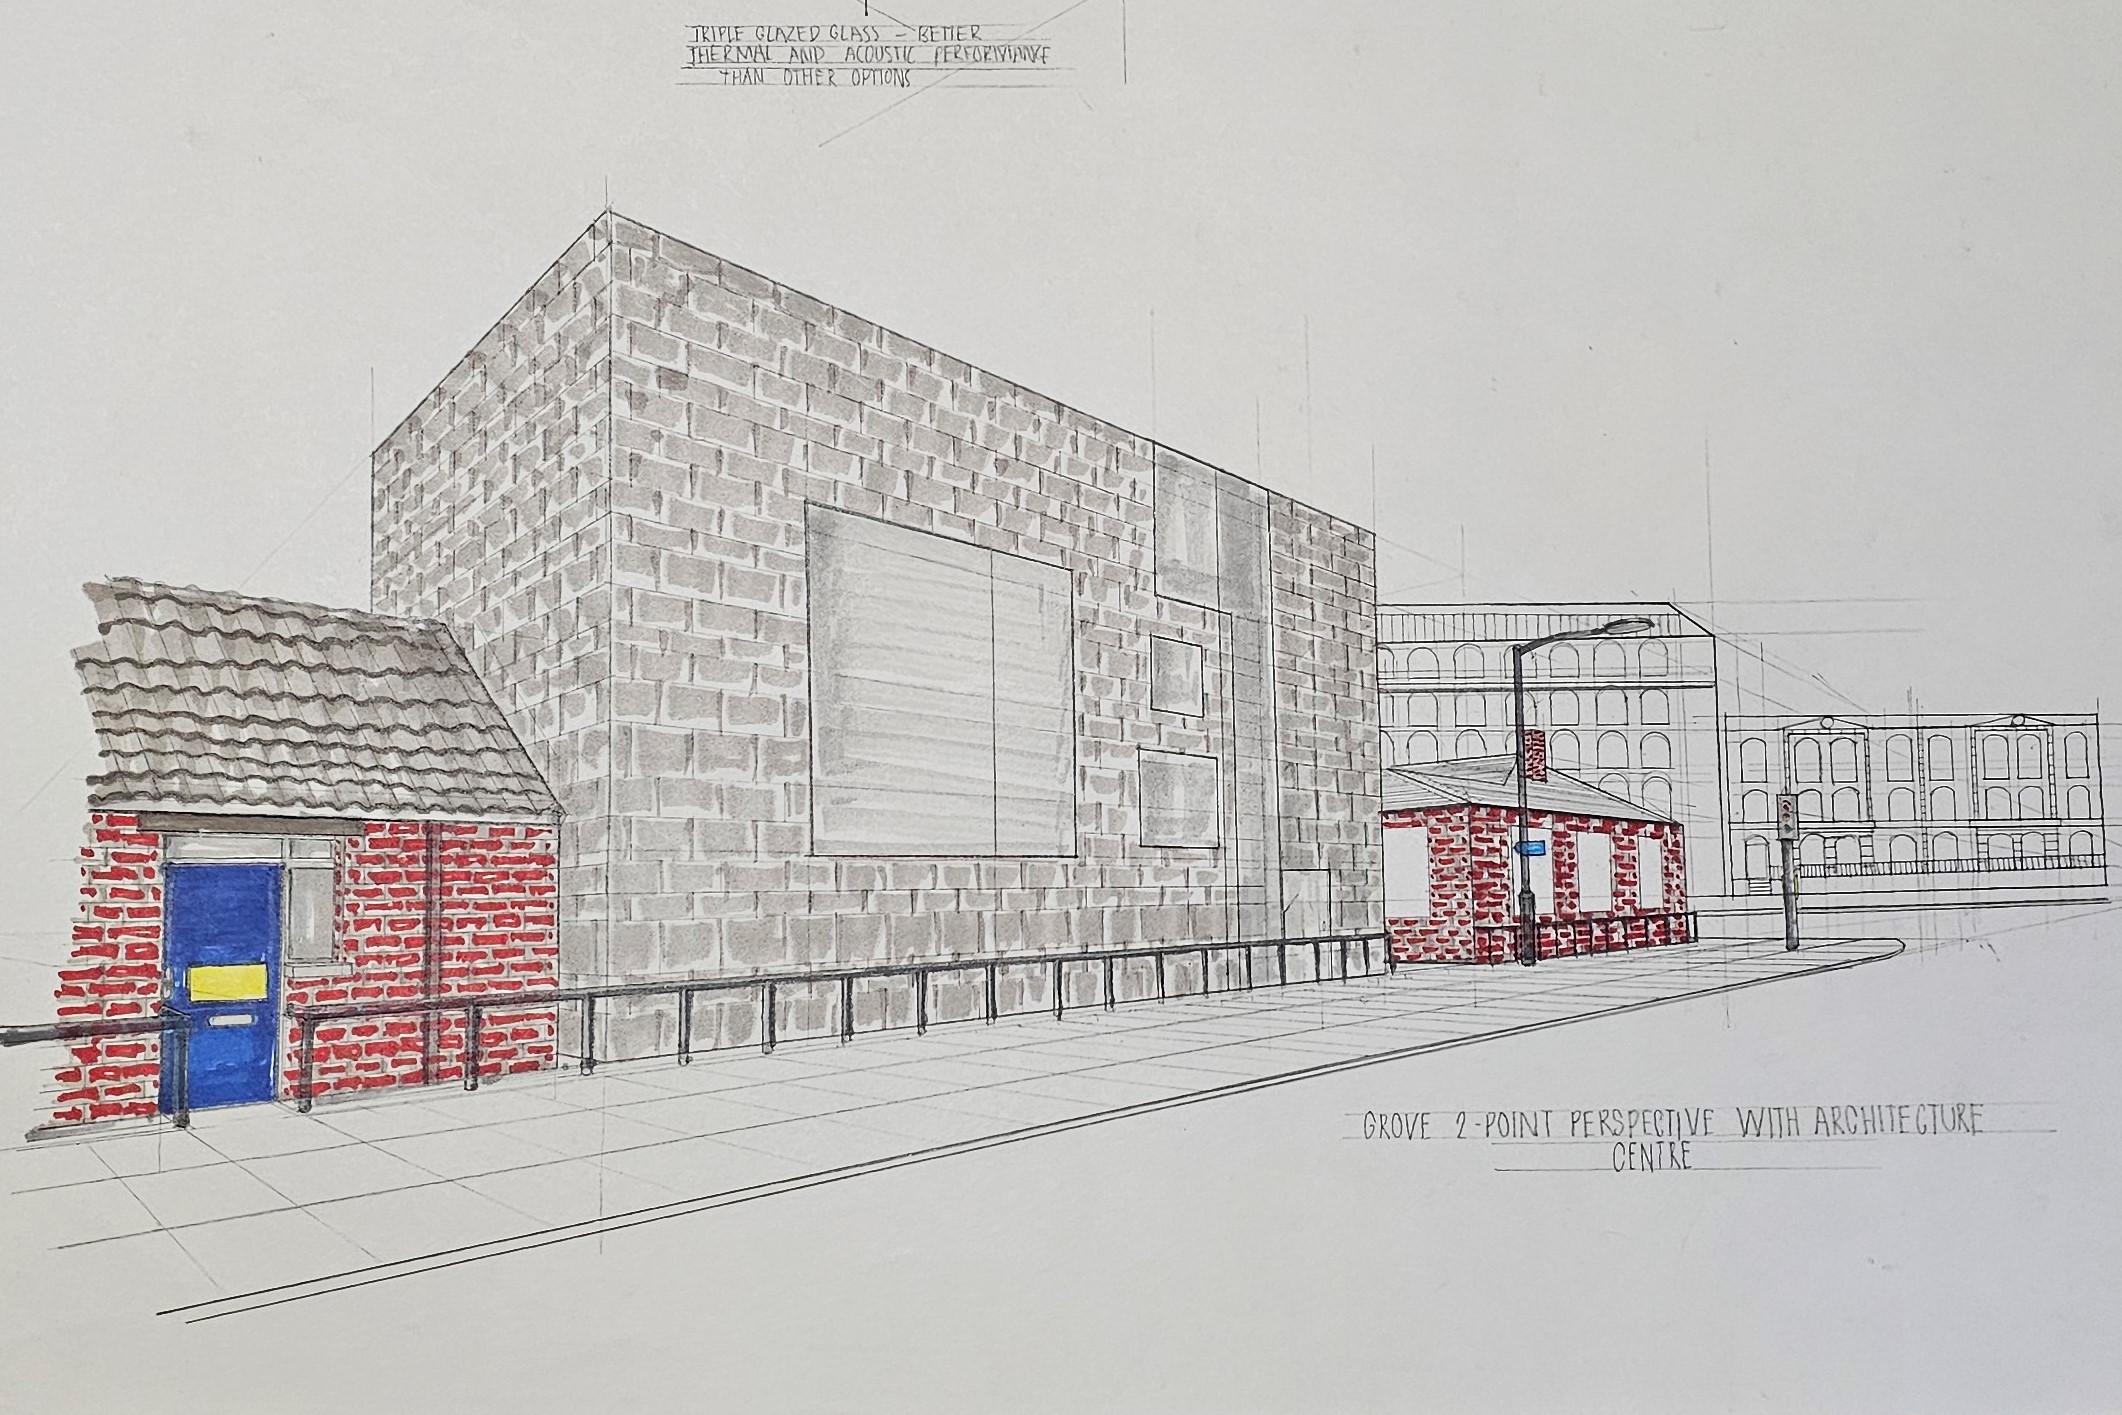 TRIPLE GLAZED GLASS - BETTER
THERMAL AND ACOUSTIC PERFORMANCE
THAN OTHER OPTIONS
GROVE 2-POINT PERSPECTIVE WITH ARCHITECTURE
CENTRE